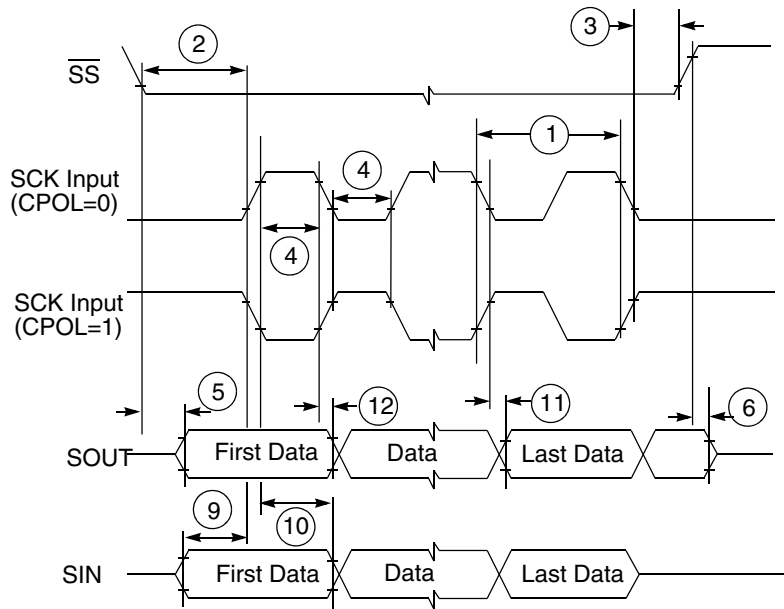 3
2
SS
1
SCK Input
(CPOL=0)
4
4
SCK Input
(CPOL=1)
5
12
11
6
SOUT
First Data
Data
Last Data
9
10
SIN
First Data
Data
Last Data